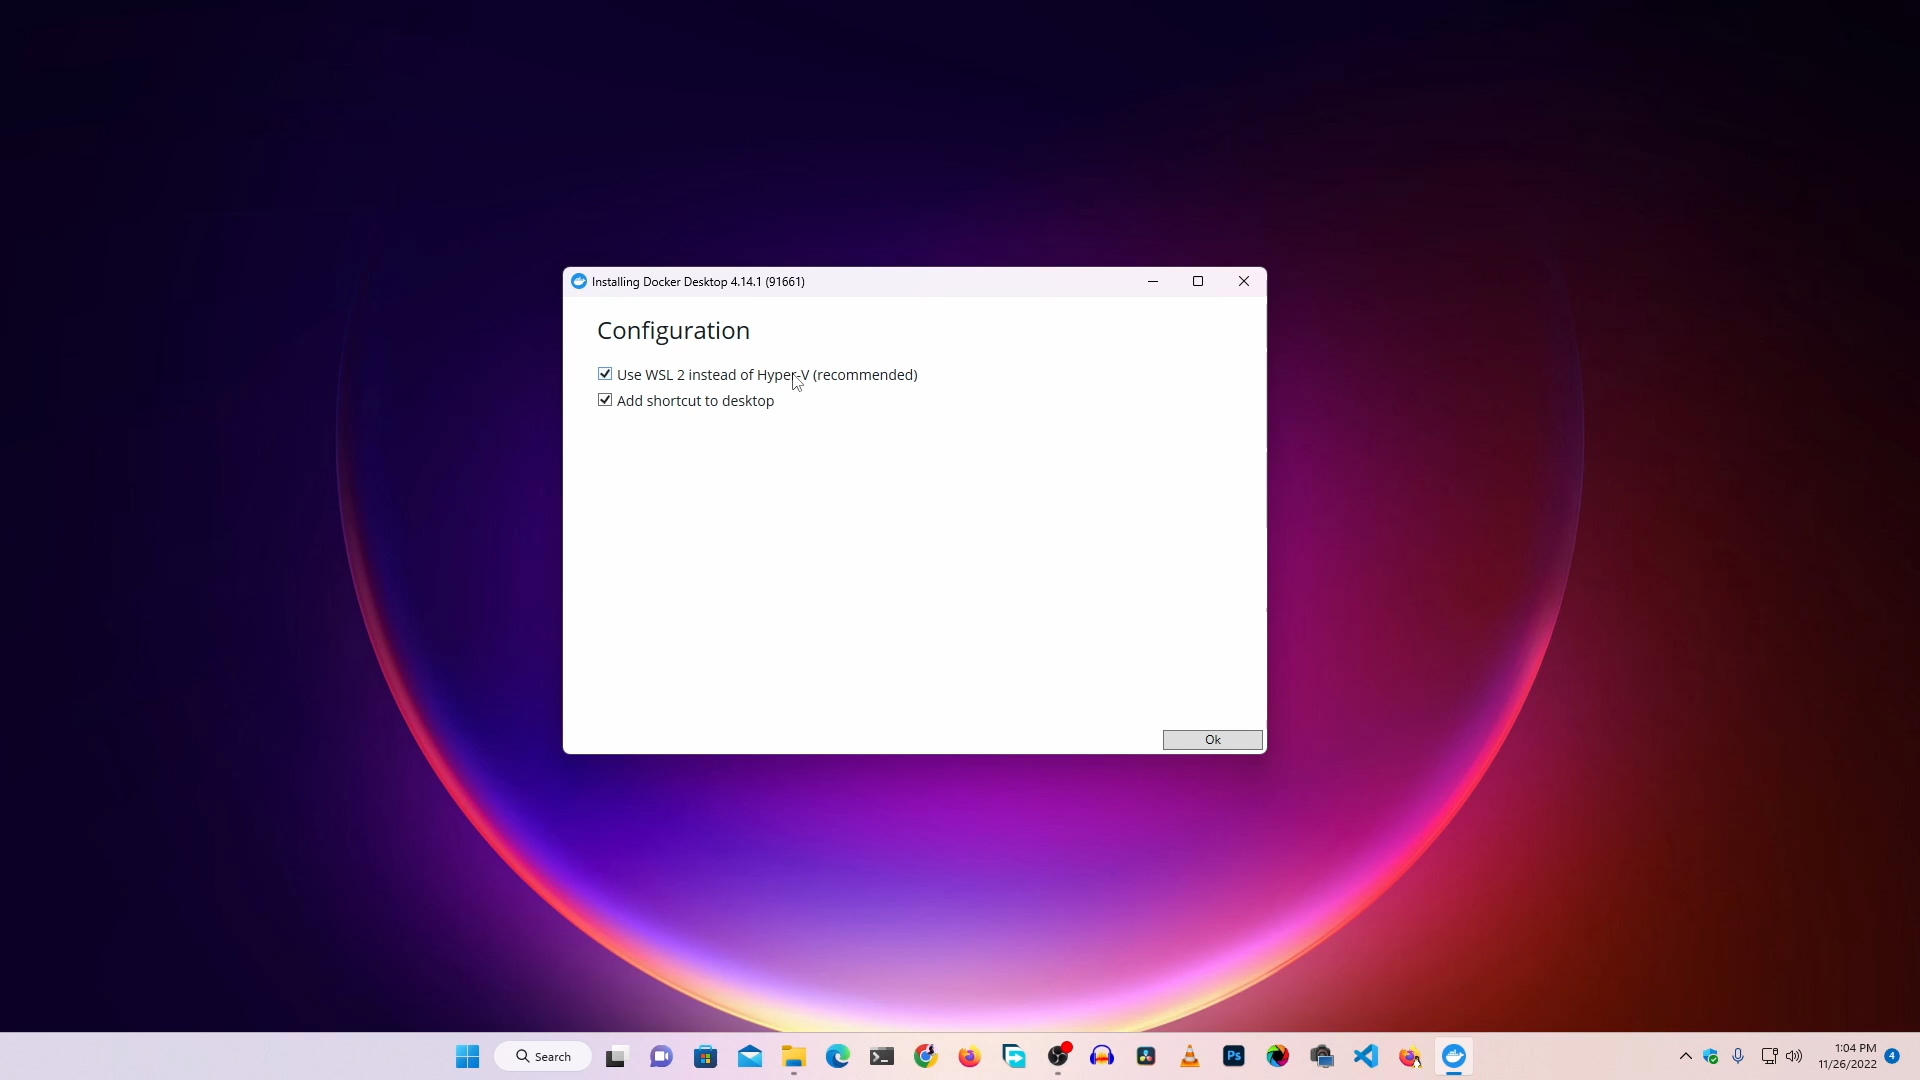 Installing Docker Desktop 4.14.1 (91661)
Configuration
Use WSL 2 instead of Hyper-V (recommended)
Add shortcut to desktop
Ok
Search
Ps
1:04 PM
11/26/2022
4